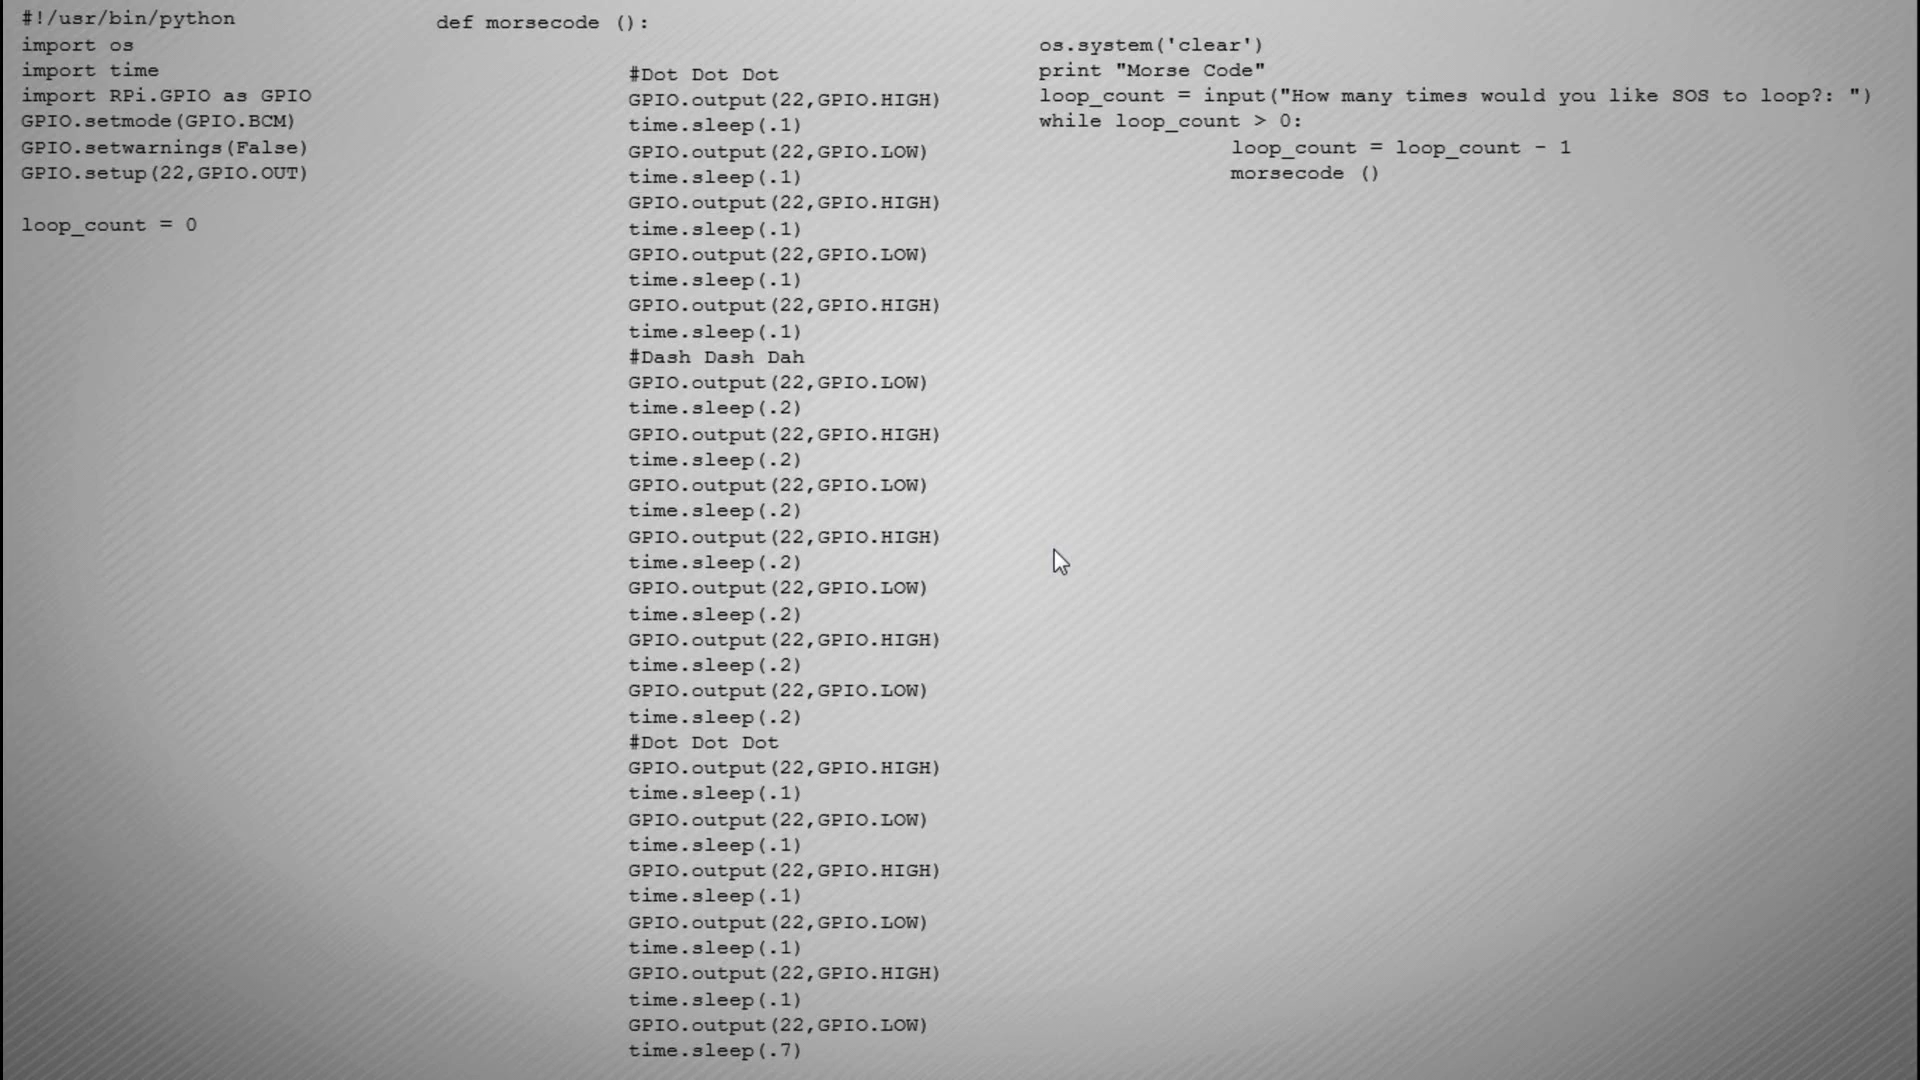 #!/usr/bin/python
import os
import time
import RPi.GPIO as GPIO
GPIO.setmode(GPIO.BCM)
GPIO.setwarnings(False)
GPIO.setup(22,GPIO.OUT)
loop_count = 0
def morsecode ():
#Dot Dot Dot
GPIO.output(22,GPIO.HIGH)
time.sleep(.1)
GPIO.output(22,GPIO.LOW)
time.sleep(.1)
GPIO.output(22,GPIO.HIGH)
time.sleep(.1)
GPIO.output(22,GPIO.LOW)
time.sleep(.1)
GPIO.output(22,GPIO.HIGH)
time.sleep(.1)
#Dash Dash Dah
GPIO.output(22,GPIO.LOW)
time.sleep(.2)
GPIO.output(22,GPIO.HIGH)
time.sleep(.2)
GPIO.output(22,GPIO.LOW)
time.sleep(.2)
GPIO.output(22,GPIO.HIGH)
time.sleep(.2)
GPIO.output(22,GPIO.LOW)
time.sleep(.2)
GPIO.output(22,GPIO.HIGH)
time.sleep(.2)
GPIO.output(22,GPIO.LOW)
time.sleep(.2)
#Dot Dot Dot
GPIO.output(22,GPIO.HIGH)
time.sleep(.1)
GPIO.output(22,GPIO.LOW)
time.sleep(.1)
GPIO.output(22,GPIO.HIGH)
time.sleep(.1)
GPIO.output(22,GPIO.LOW)
time.sleep(.1)
GPIO.output(22,GPIO.HIGH)
time.sleep(.1)
GPIO.output(22,GPIO.LOW)
time.sleep(.7)
os.system('clear')
print "Morse Code"
loop_count = input("How many times would you like SOS to loop?: ")
while loop_count > 0:
loop_count = loop_count - 1
morsecode ()